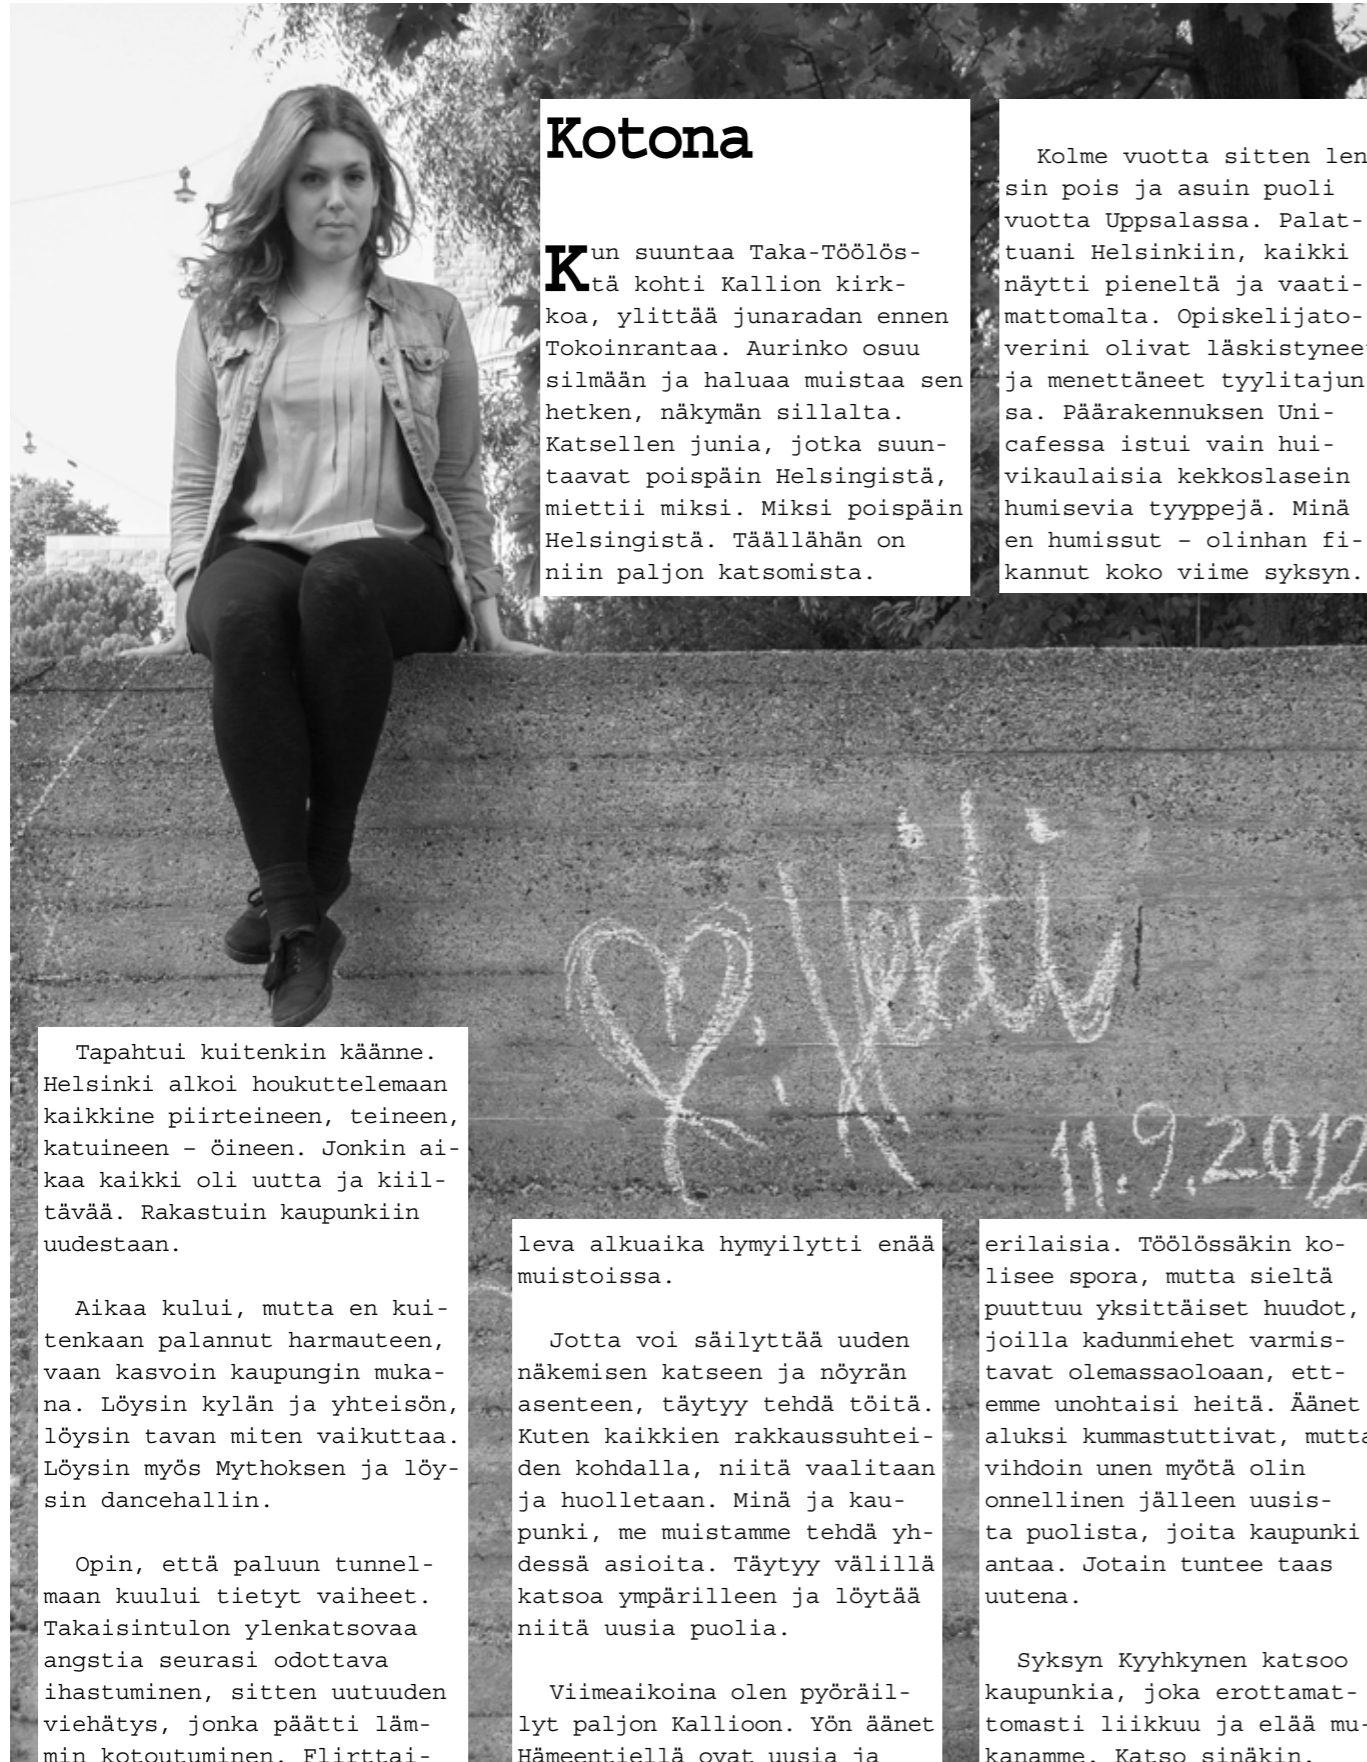 Kotona
Kun suuntaa Taka-Töölös-
tä kohti Kallion kirk-
koa, ylittää junaradan ennen
Tokoinrantaa. Aurinko osuu
silmään ja haluaa muistaa sen
hetken, näkymän sillalta.
Katsellen junia, jotka suun-
taavat poispäin Helsingistä,
miettii miksi. Miksi poispäin
Helsingistä. Täällähän on
niin paljon katsomista.
Kolme vuotta sitten len
sin pois ja asuin puoli
vuotta Uppsalassa. Palat-
tuani Helsinkiin, kaikki
näytti pieneltä ja vaati-
mattomalta. Opiskelijato-
verini olivat läskistyneet
ja menettäneet tyylitajun
sa. Päärakennuksen Uni-
cafessa istui vain hui-
vikaulaisia kekkoslasein
humisevia tyyppejä. Minä
en humissut – olinhan fi-
kannut koko viime syksyn.
: Heidi
11.9.2012
Tapahtui kuitenkin käänne.
Helsinki alkoi houkuttelemaan
kaikkine piirteineen, teineen,
katuineen – öineen. Jonkin ai-
kaa kaikki oli uutta ja kiil-
tävää. Rakastuin kaupunkiin
uudestaan.
Aikaa kului, mutta en kui-
tenkaan palannut harmauteen,
vaan kasvoin kaupungin muka-
na. Löysin kylän ja yhteisön,
löysin tavan miten vaikuttaa.
Löysin myös Mythoksen ja löy-
sin dancehallin.
Opin, että paluun tunnel-
maan kuului tietyt vaiheet.
Takaisintulon ylenkatsovaa
angstia seurasi odottava
ihastuminen, sitten uutuuden
viehätys, jonka päätti läm-
min kotoutuminen. Flirttai-
leva alkuaika hymyilytti enää
muistoissa.
Jotta voi säilyttää uuden
näkemisen katseen ja nöyrän
asenteen, täytyy tehdä töitä.
Kuten kaikkien rakkaussuhtei-
den kohdalla, niitä vaalitaan
ja huolletaan. Minä ja kau-
punki, me muistamme tehdä yh-
dessä asioita. Täytyy välillä
katsoa ympärilleen ja löytää
niitä uusia puolia.
Viimeaikoina olen pyöräil-
lyt paljon Kallioon. Yön äänet
Hämeentiellä ovat uusia ja
erilaisia. Töölössäkin ko-
lisee spora, mutta sieltä
puuttuu yksittäiset huudot,
joilla kadunmiehet varmis-
tavat olemassaoloaan, ett-
emme unohtaisi heitä. Äänet
aluksi kummastuttivat, mutta
vihdoin unen myötä olin
onnellinen jälleen uusis-
ta puolista, joita kaupunki
antaa. Jotain tuntee taas
uutena.
Syksyn Kyyhkynen katsoo
kaupunkia, joka erottamat-
tomasti liikkuu ja elää mu-
kanamme. Katso sinäkin.